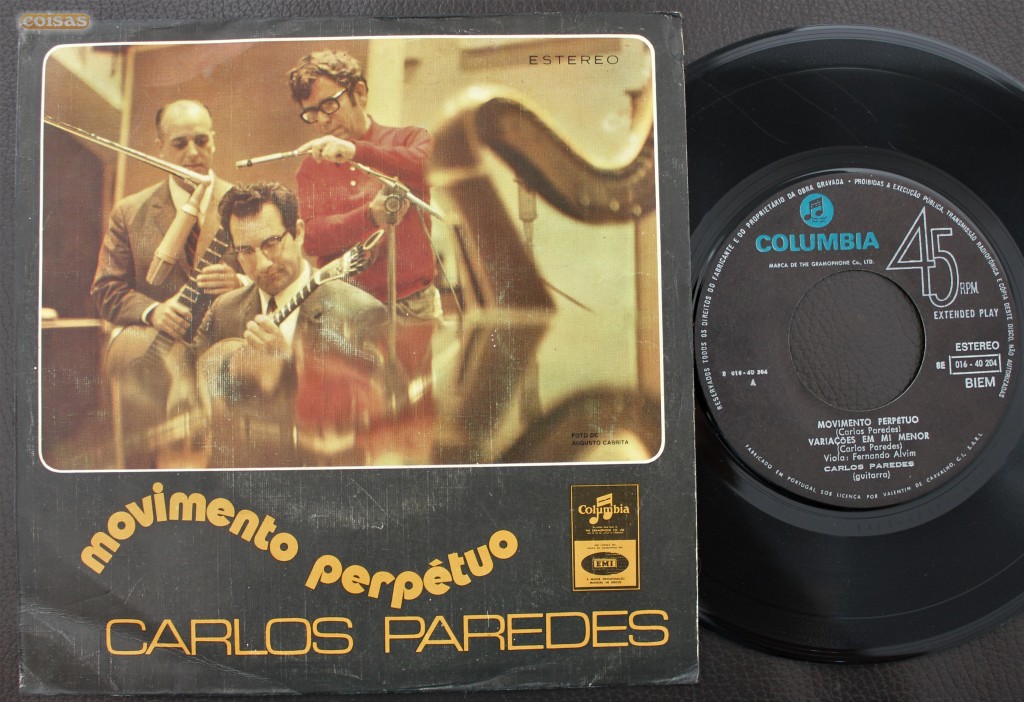 coisas
ESTEREO
FOTO DE
AUGUSTO CABRITA
movimento perpétuo
CARLOS PAREDES
Columbia
EMI
RESERVADOS TODOS OS DIREITOS DO FABRICANTE E DO PROPRIETÁRIO DA OBRA GRAVADA • PROIBIDAS A EXECUÇÃO PÚBLICA, TRANSMISSÃO RADIOFÓNICA E CÓPIA DESTE DISCO, NÃO AUTORIZADAS
COLUMBIA
MARCA DE THE GRAMOPHONE Co., LTD.
45
RPM
EXTENDED PLAY
ESTEREO
8E 016 - 40 204
BIEM
E 016-40 204
A
MOVIMENTO PERPÉTUO
(Carlos Paredes)
VARIAÇÕES EM MI MENOR
(Carlos Paredes)
Viola: Fernando Alvim
CARLOS PAREDES
(guitarra)
FABRICADO EM PORTUGAL SOB LICENÇA POR VALENTIM DE CARVALHO, C. I., S.A.R.L.